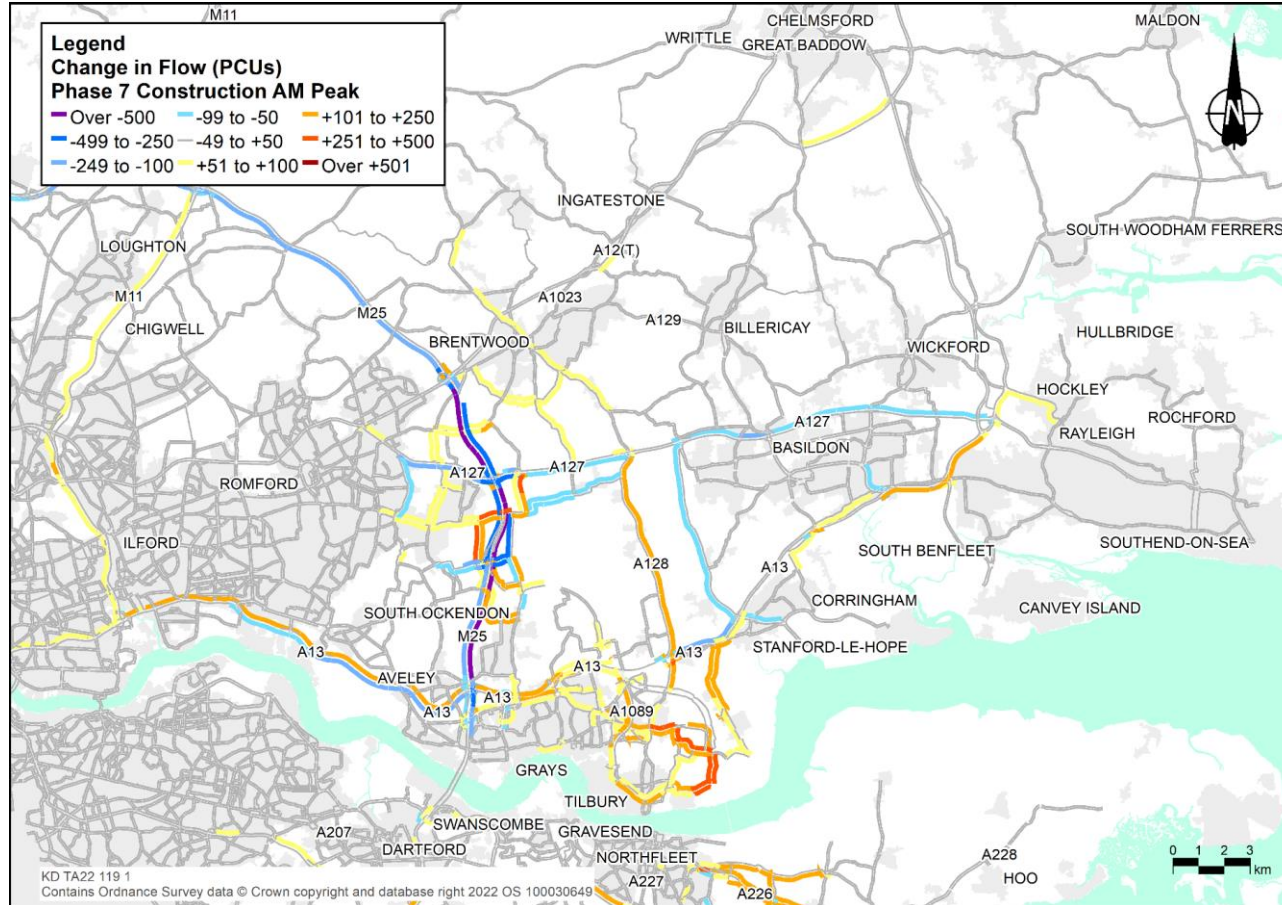 M11
CHELMSFORD
MALDON
WRITTLE
GREAT BADDOW
Legend
Change in Flow (PCUs)
Phase 7 Construction AM Peak
Over -500
-99 to -50
+101 to +250
-499 to -250
-49 to +50
+251 to +500
-249 to -100
+51 to +100
Over +501
N
INGATESTONE
SOUTH WOODHAM FERRERS
LOUGHTON
A12(T)
M11
A1023
M25
CHIGWELL
A129
BILLERICAY
HULLBRIDGE
BRENTWOOD
WICKFORD
HOCKLEY
ROCHFORD
A127
RAYLEIGH
BASILDON
A127
A127
ROMFORD
ILFORD
SOUTHEND-ON-SEA
SOUTH BENFLEET
A128
A13
CORRINGHAM
CANVEY ISLAND
SOUTH OCKENDON
M25
STANFORD-LE-HOPE
A13
A13
A13
AVELEY
A13
A13
A1089
GRAYS
TILBURY
SWANSCOMBE
A207
GRAVESEND
DARTFORD
NORTHFLEET
A228
HOO
A227
A226
0 1 2 3
km
KD TA22 119 1
Contains Ordnance Survey data © Crown copyright and database right 2022 OS 100030649